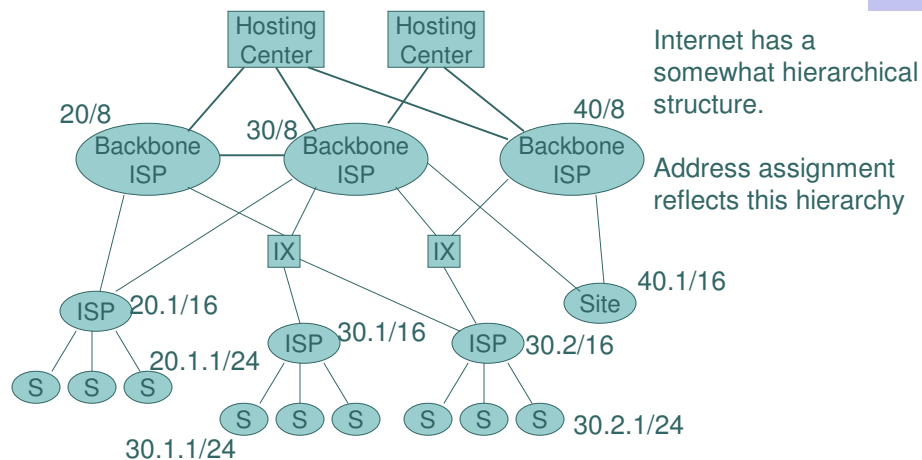 Hosting
Center
Hosting
Center
Internet has a
somewhat hierarchical
structure.
20/8
30/8
40/8
Backbone
ISP
Backbone
ISP
Backbone
ISP
Address assignment
reflects this hierarchy
IX
IX
ISP
20.1/16
Site
40.1/16
20.1.1/24
ISP
30.1/16
ISP
30.2/16
S
S
S
S
S
S
S
S
S
30.1.1/24
30.2.1/24